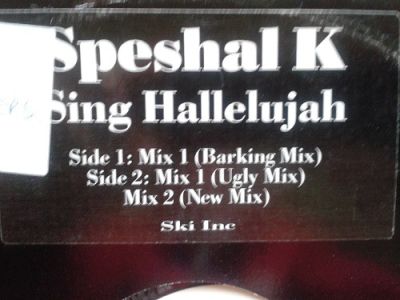 Speshal K
Sing Hallelujah
Side 1: Mix 1 (Barking Mix)
Side 2: Mix 1 (Ugly Mix)
Mix 2 (New Mix)
Ski Inc